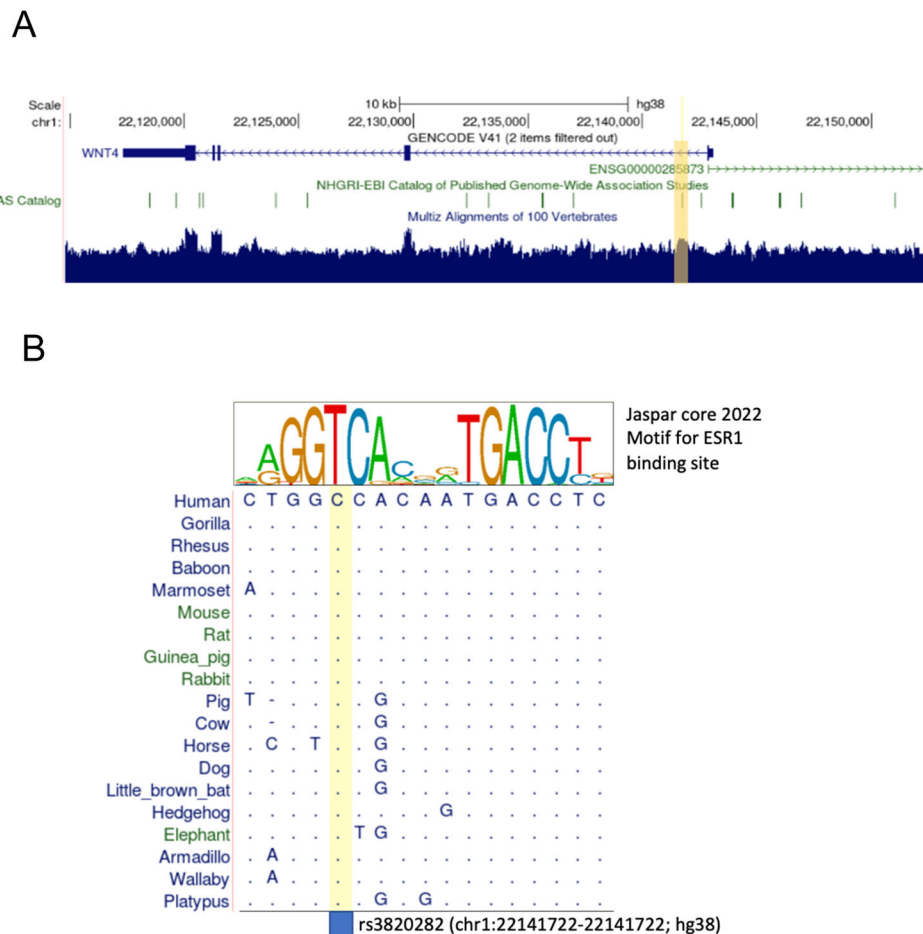 A
Scale 10 kb hg38
chr1: 22,120,000 22,125,000 22,130,000 22,135,000 22,140,000 22,145,000 22,150,000
GENCODE V41 (2 items filtered out)
WNT4
ENSG00000285873
NHGRI-EBI Catalog of Published Genome-Wide Association Studies
AS Catalog
Multiz Alignments of 100 Vertebrates
B
Jaspar core 2022
Motif for ESR1
binding site
Human C T G G C C A C A A T G A C C T C
Gorilla . . . . . . . . . . . . . . . . .
Rhesus . . . . . . . . . . . . . . . . .
Baboon . . . . . . . . . . . . . . . . .
Marmoset A . . . . . . . . . . . . . . . .
Mouse . . . . . . . . . . . . . . . . .
Rat . . . . . . . . . . . . . . . . .
Guinea_pig . . . . . . . . . . . . . . . . .
Rabbit . . . . . . . . . . . . . . . . .
Pig T - . . . . G . . . . . . . . . .
Cow . - . . . . G . . . . . . . . . .
Horse . C . T . . G . . . . . . . . . .
Dog . . . . . . G . . . . . . . . . .
Little_brown_bat . . . . . . G . . . . . . . . . .
Hedgehog . . . . . . . . . G . . . . . . .
Elephant . . . . . T G . . . . . . . . . .
Armadillo . A . . . . . . . . . . . . . . .
Wallaby . A . . . . . . . . . . . . . . .
Platypus . . . . . . G . G . . . . . . . .
rs3820282 (chr1:22141722-22141722; hg38)